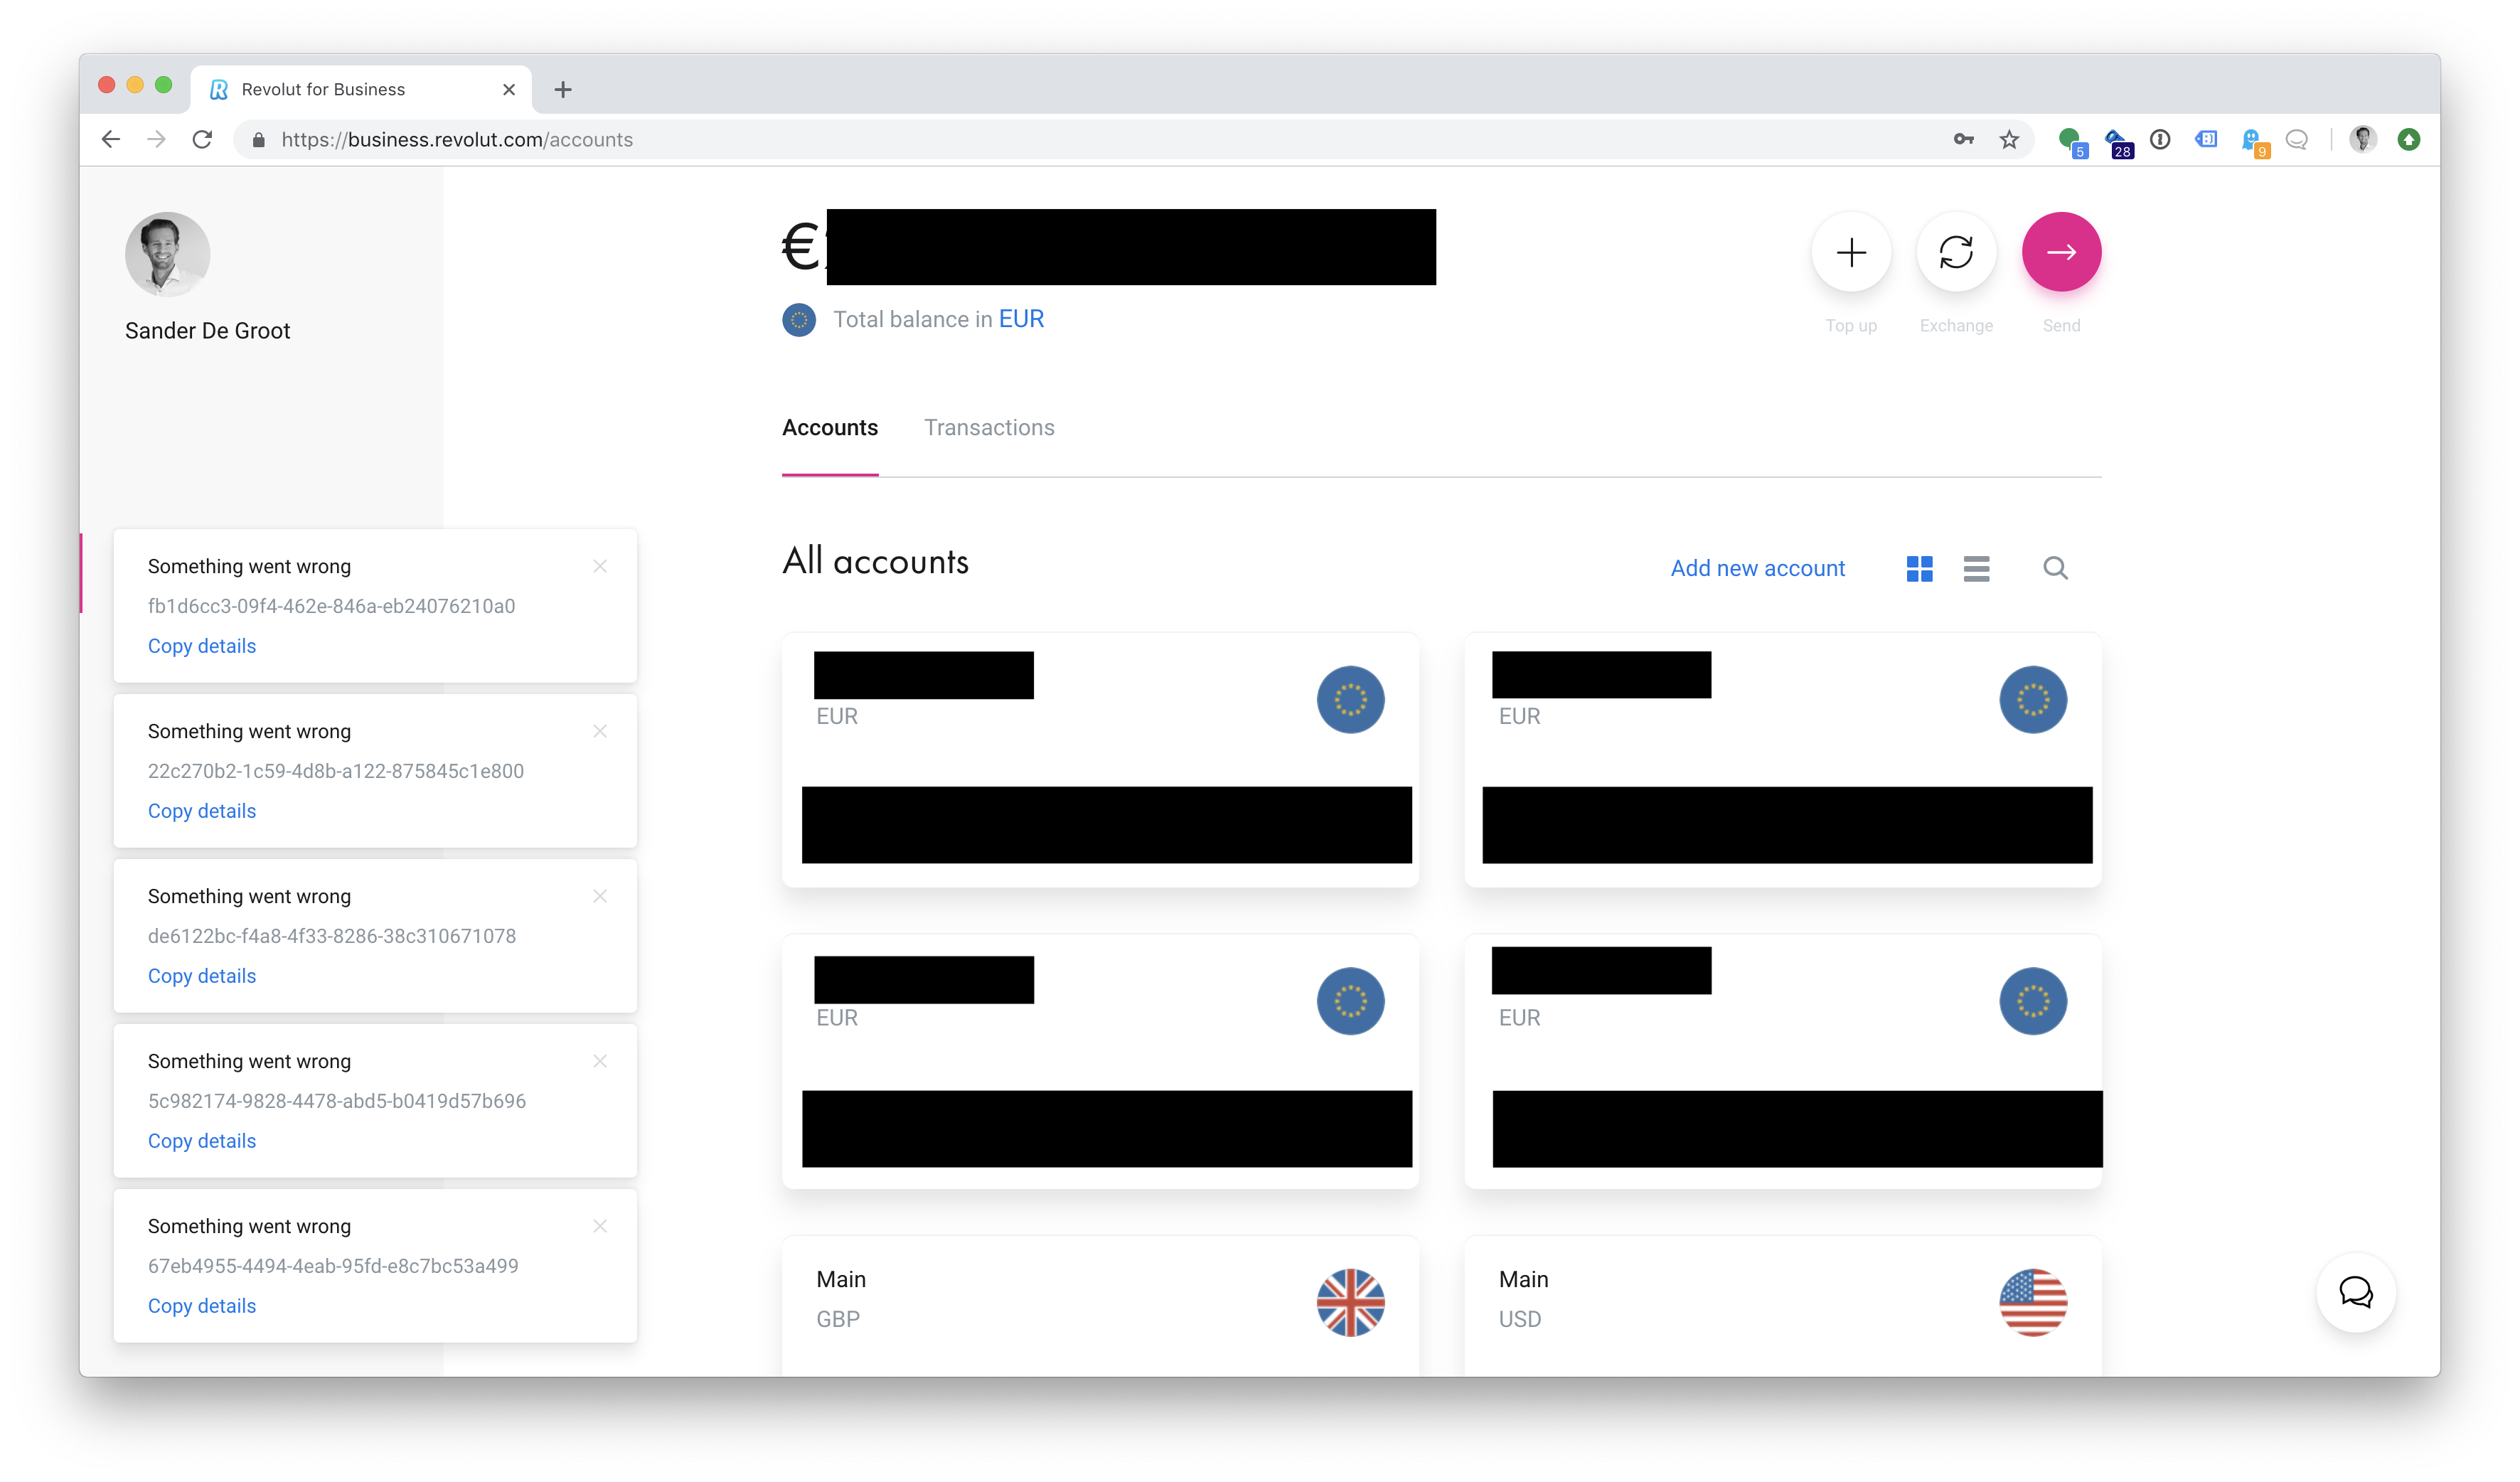 Revolut for Business
https://business.revolut.com/accounts
5
28
9
Sander De Groot
€
Total balance in EUR
Top up
Exchange
Send
Accounts
Transactions
All accounts
Add new account
Something went wrong
fb1d6cc3-09f4-462e-846a-eb24076210a0
Copy details
Something went wrong
22c270b2-1c59-4d8b-a122-875845c1e800
Copy details
Something went wrong
de6122bc-f4a8-4f33-8286-38c310671078
Copy details
Something went wrong
5c982174-9828-4478-abd5-b0419d57b696
Copy details
Something went wrong
67eb4955-4494-4eab-95fd-e8c7bc53a499
Copy details
EUR
EUR
EUR
EUR
Main
GBP
Main
USD